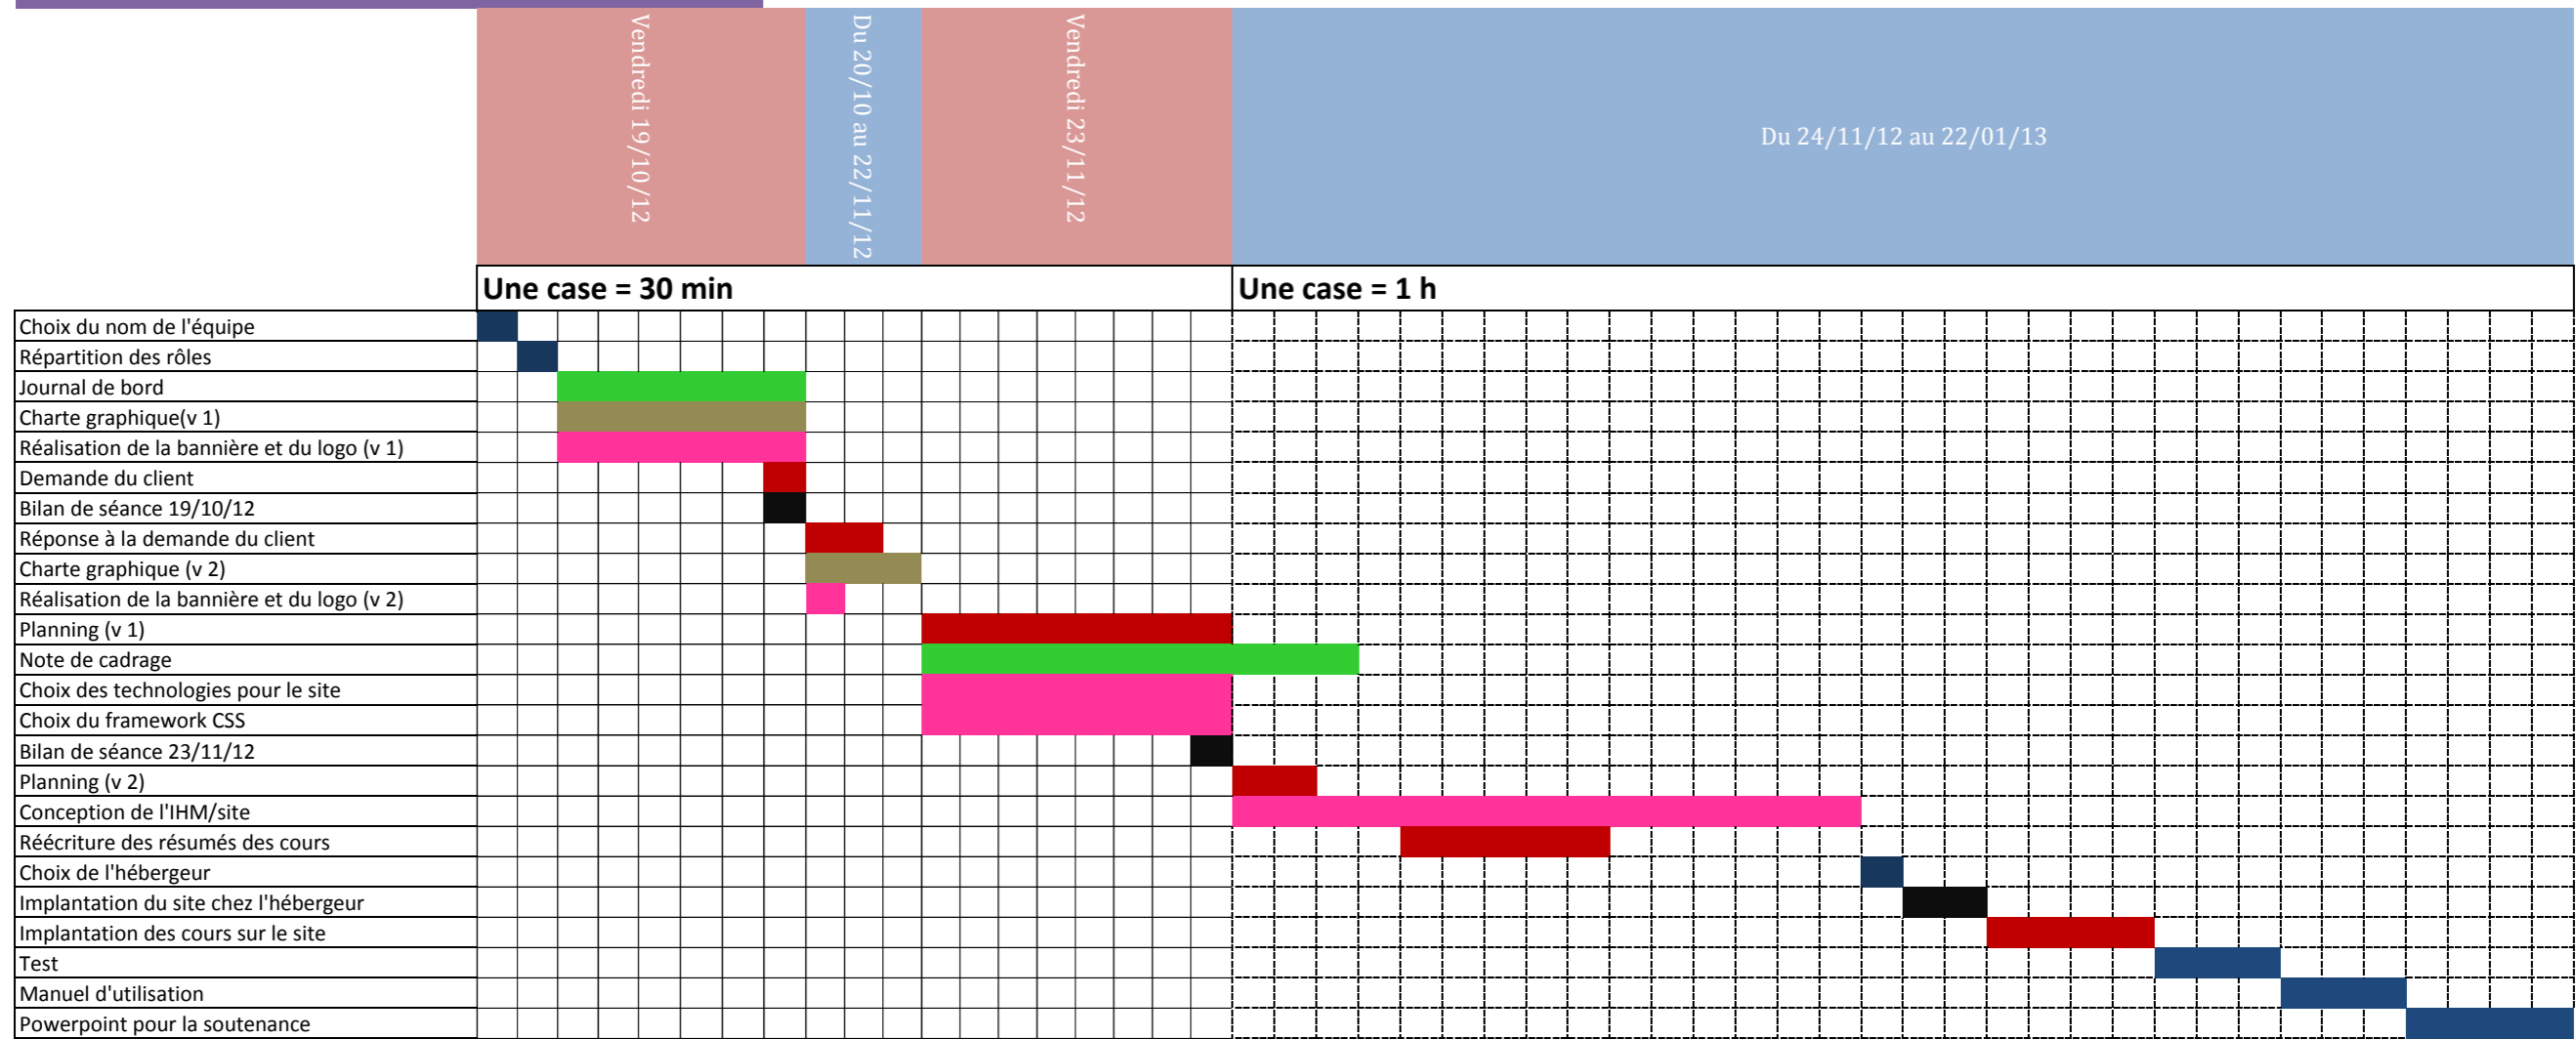 Vendredi 19/10/12
Du 20/10 au 22/11/12
Vendredi 23/11/12
Du 24/11/12 au 22/01/13
Une case = 30 min
Une case = 1 h
Choix du nom de l'équipe
Répartition des rôles
Journal de bord
Charte graphique(v 1)
Réalisation de la bannière et du logo (v 1)
Demande du client
Bilan de séance 19/10/12
Réponse à la demande du client
Charte graphique (v 2)
Réalisation de la bannière et du logo (v 2)
Planning (v 1)
Note de cadrage
Choix des technologies pour le site
Choix du framework CSS
Bilan de séance 23/11/12
Planning (v 2)
Conception de l'IHM/site
Réécriture des résumés des cours
Choix de l'hébergeur
Implantation du site chez l'hébergeur
Implantation des cours sur le site
Test
Manuel d'utilisation
Powerpoint pour la soutenance